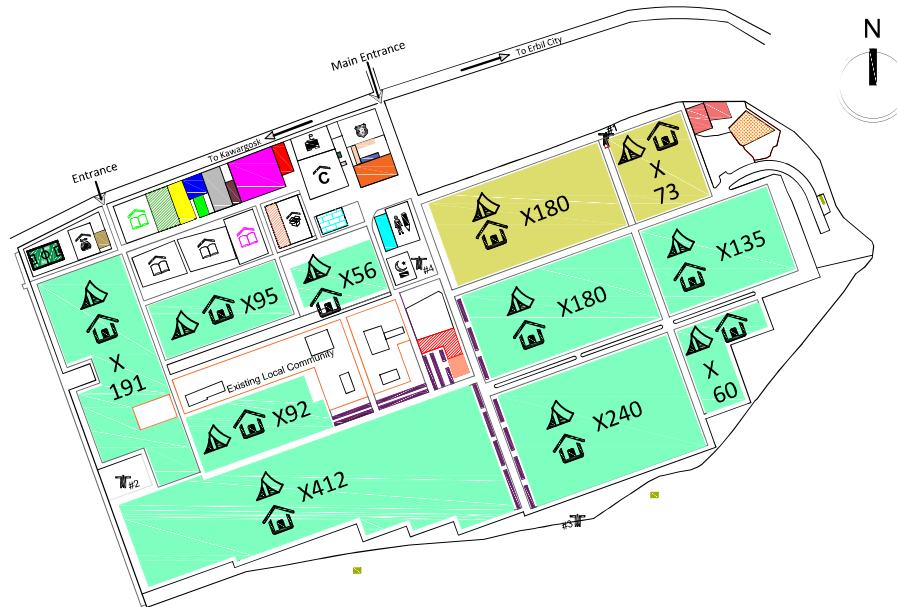 N
To Erbil City
Main Entrance
To Kawargosk
Entrance
C
#1
X
73
X180
X135
#4
X56
X95
X180
X
191
Existing Local Community
X
60
X92
X240
X412
#2
#3